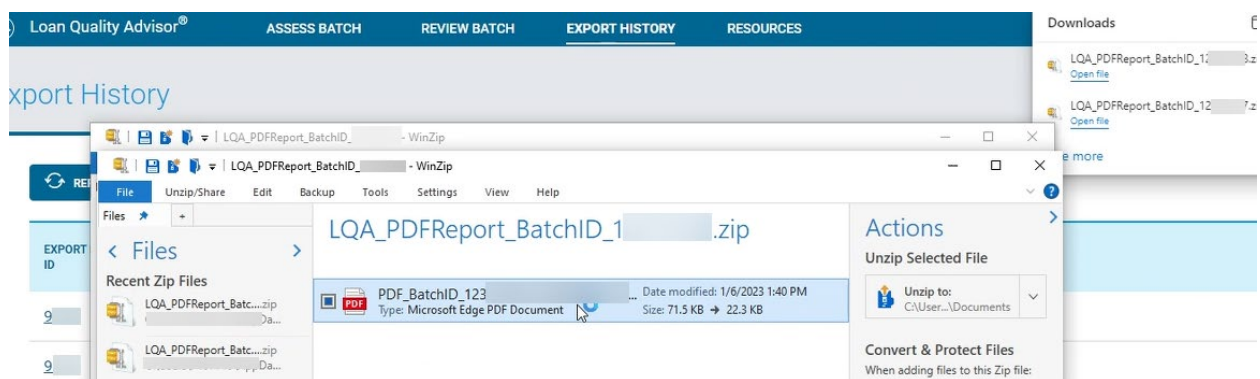 Loan Quality Advisor® ASSESS BATCH REVIEW BATCH EXPORT HISTORY RESOURCES
Downloads
LQA_PDFReport_BatchID_12
Open file
LQA_PDFReport_BatchID_12
Open file
xport History
LQA_PDFReport_BatchID_ - WinZip
LQA_PDFReport_BatchID_ - WinZip
e more
File Unzip/Share Edit Backup Tools Settings View Help
Files +
EXPORT
ID
9
9
Files
Recent Zip Files
LQA_PDFReport_Batc....zip
LQA_PDFReport_Batc....zip
LQA_PDFReport_BatchID_1 .zip
PDF_BatchID_123 ... Date modified: 1/6/2023 1:40 PM
PDF Type: Microsoft Edge PDF Document Size: 71.5 KB → 22.3 KB
Actions
Unzip Selected File
Unzip to:
C:\User...\Documents
Convert & Protect Files
When adding files to this Zip file: